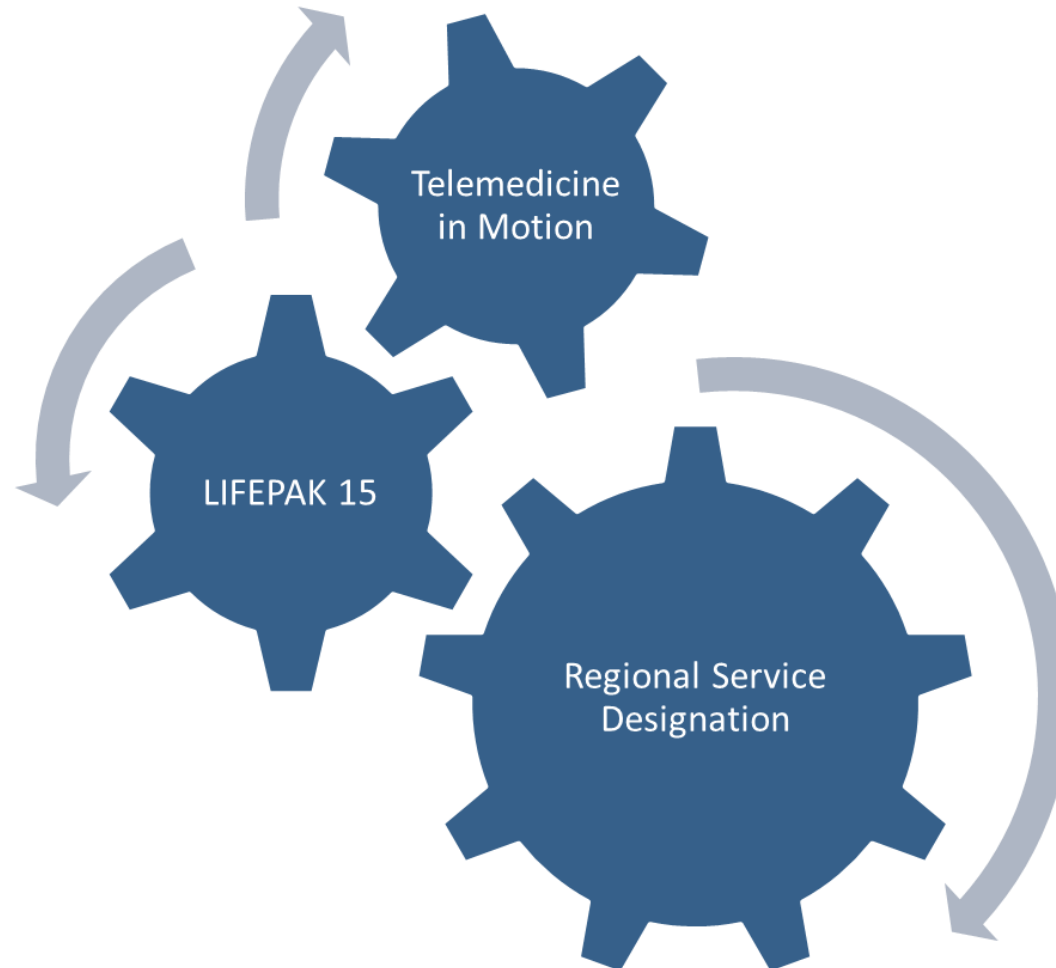 Telemedicine
in Motion
LIFEPAK 15
Regional Service
Designation